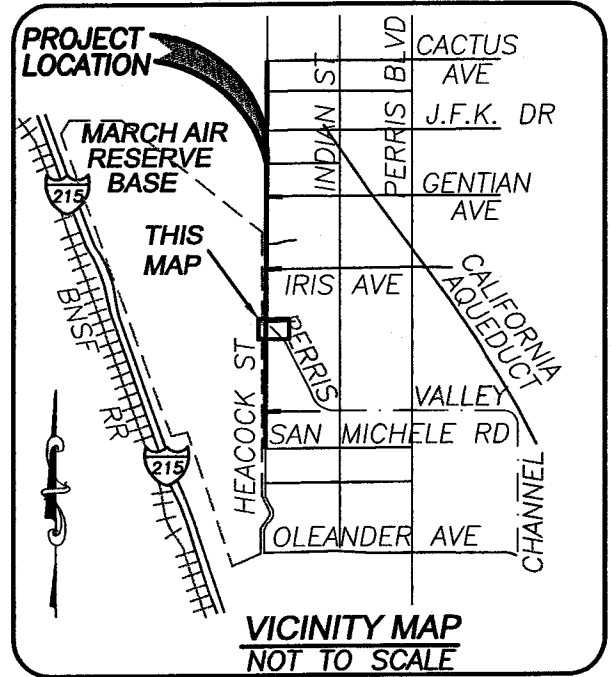 PROJECT
LOCATION
CACTUS
AVE
INDIAN ST
PERRIS BLVD
J.F.K. DR
MARCH AIR
RESERVE
BASE
215
GENTIAN
AVE
THIS
MAP
IRIS AVE
CALIFORNIA
AQUEDUCT
BNSF RR
HEACOCK ST
PERRIS
VALLEY
CHANNEL
SAN MICHELE RD
215
OLEANDER AVE
VICINITY MAP
NOT TO SCALE